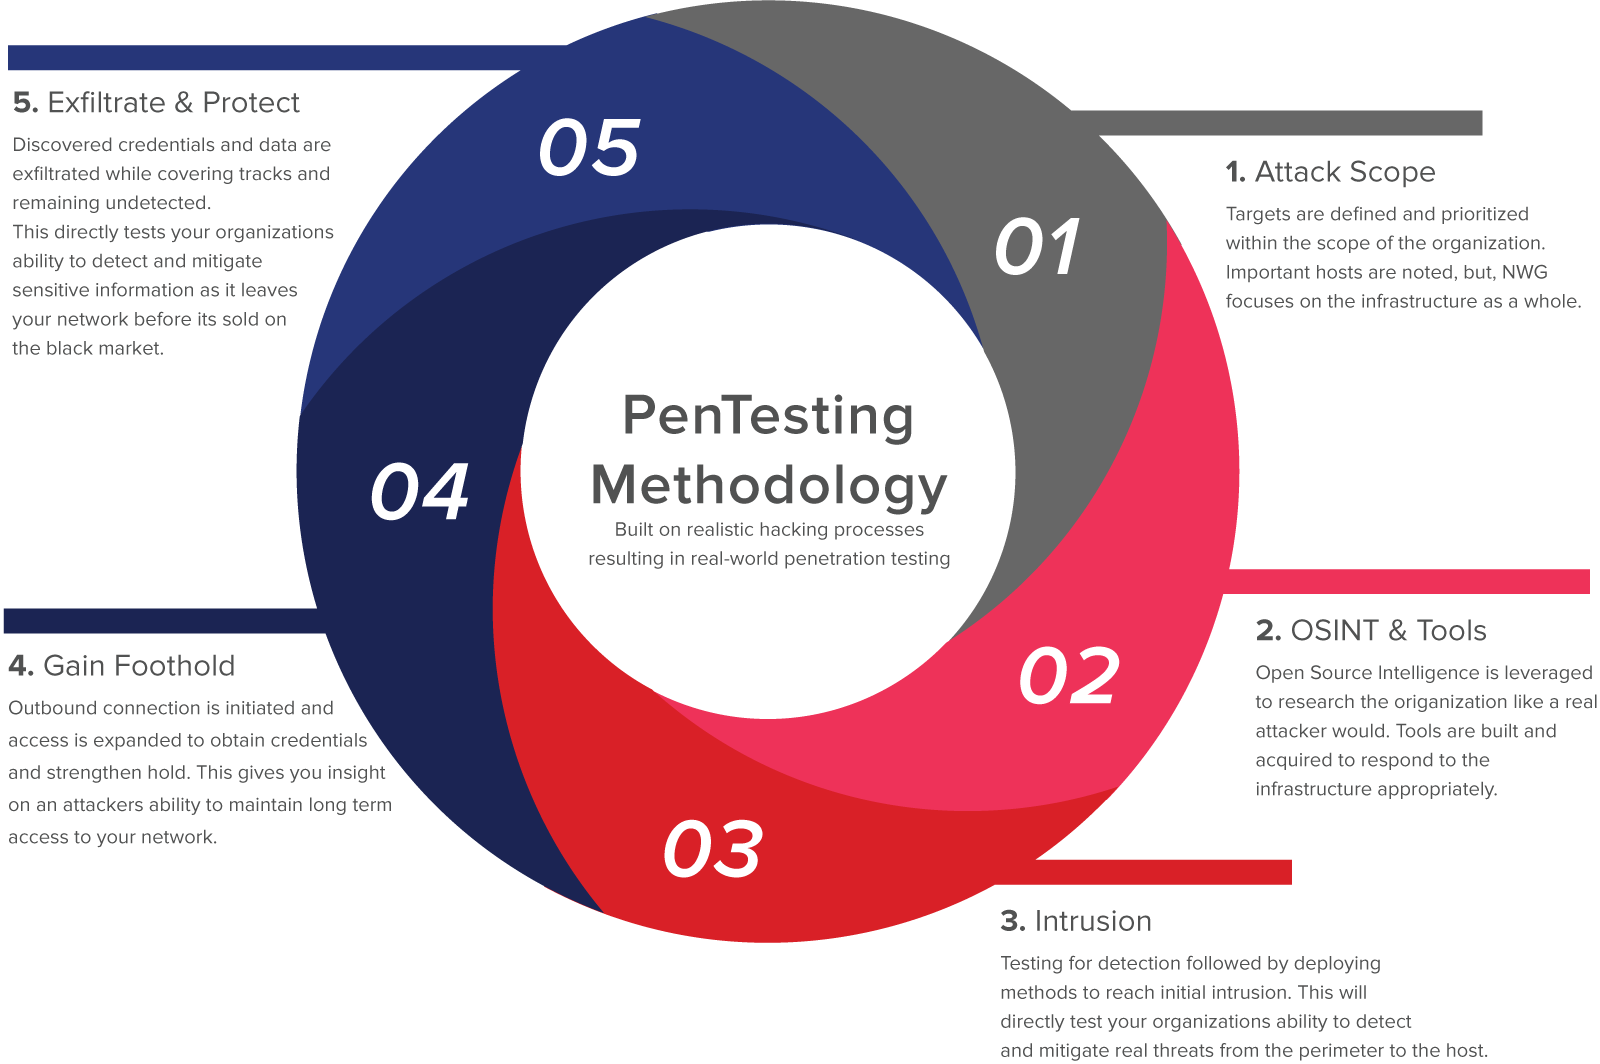 PenTesting
Methodology
Built on realistic hacking processes
resulting in real-world penetration testing
01
1. Attack Scope
Targets are defined and prioritized
within the scope of the organization.
Important hosts are noted, but, NWG
focuses on the infrastructure as a whole.
02
2. OSINT & Tools
Open Source Intelligence is leveraged
to research the origanization like a real
attacker would. Tools are built and
acquired to respond to the
infrastructure appropriately.
03
3. Intrusion
Testing for detection followed by deploying
methods to reach initial intrusion. This will
directly test your organizations ability to detect
and mitigate real threats from the perimeter to the host.
04
4. Gain Foothold
Outbound connection is initiated and
access is expanded to obtain credentials
and strengthen hold. This gives you insight
on an attackers ability to maintain long term
access to your network.
05
5. Exfiltrate & Protect
Discovered credentials and data are
exfiltrated while covering tracks and
remaining undetected.
This directly tests your organizations
ability to detect and mitigate
sensitive information as it leaves
your network before its sold on
the black market.